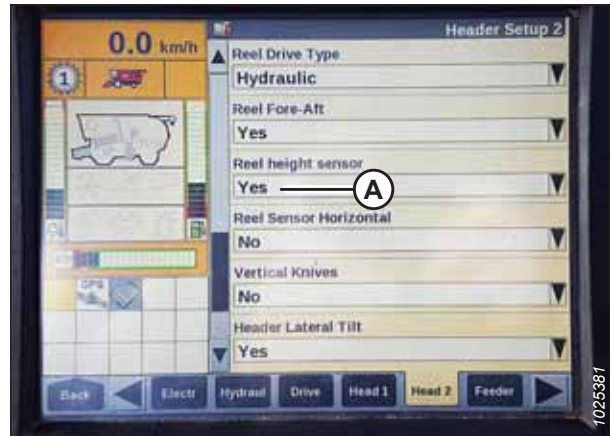 0.0 km/h
Header Setup 2
1
Reel Drive Type
Hydraulic
Reel Fore-Aft
Yes
Reel height sensor
Yes
A
Reel Sensor Horizontal
No
Vertical Knives
No
GPS
Header Lateral Tilt
Yes
Back
Electr
Hydraul
Drive
Head 1
Head 2
Feeder
1025381